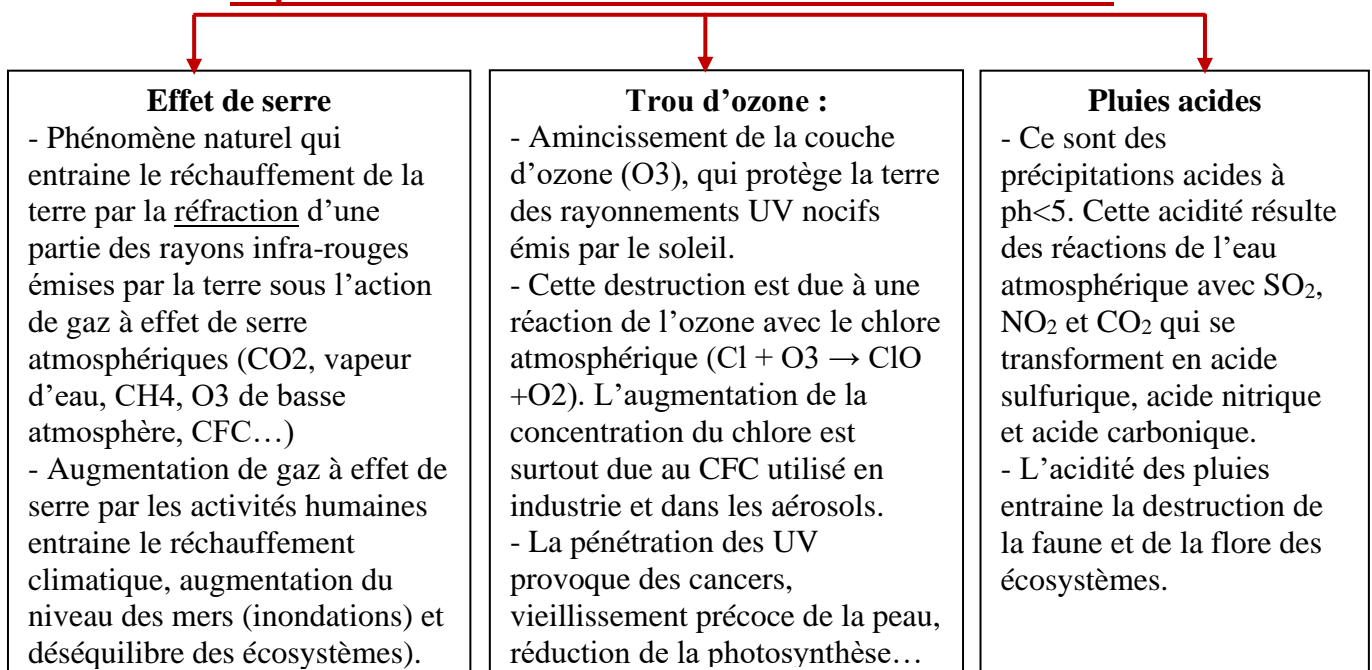 Effet de serre
- Phénomène naturel qui
entraine le réchauffement de la
terre par la réfraction d’une
partie des rayons infra-rouges
émises par la terre sous l’action
de gaz à effet de serre
atmosphériques (CO2, vapeur
d’eau, CH4, O3 de basse
atmosphère, CFC…)
- Augmentation de gaz à effet de
serre par les activités humaines
entraine le réchauffement
climatique, augmentation du
niveau des mers (inondations) et
déséquilibre des écosystèmes).
Trou d’ozone :
- Amincissement de la couche
d’ozone (O3), qui protège la terre
des rayonnements UV nocifs
émis par le soleil.
- Cette destruction est due à une
réaction de l’ozone avec le chlore
atmosphérique (Cl + O3 → ClO
+O2). L’augmentation de la
concentration du chlore est
surtout due au CFC utilisé en
industrie et dans les aérosols.
- La pénétration des UV
provoque des cancers,
vieillissement précoce de la peau,
réduction de la photosynthèse…
Pluies acides
- Ce sont des
précipitations acides à
ph<5. Cette acidité résulte
des réactions de l’eau
atmosphérique avec SO₂,
NO₂ et CO₂ qui se
transforment en acide
sulfurique, acide nitrique
et acide carbonique.
- L’acidité des pluies
entraine la destruction de
la faune et de la flore des
écosystèmes.